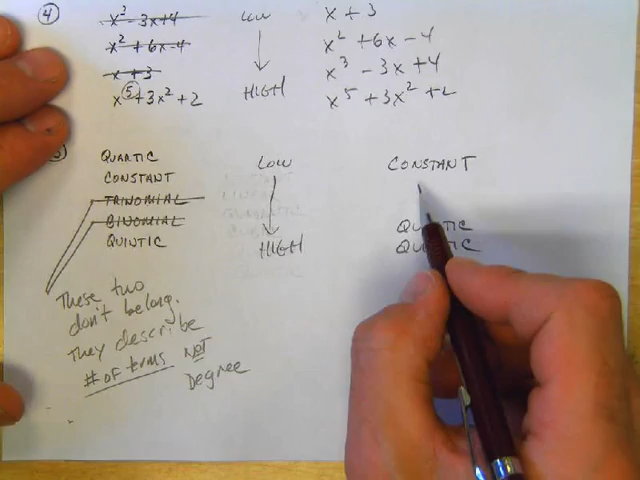 4 x³ - 3x + 4 LOW x + 3
x² + 6x - 4 x² + 6x - 4
x + 3 x³ - 3x + 4
x⁵ + 3x² + 2 HIGH x⁵ + 3x² + 2
QUARTIC LOW CONSTANT
CONSTANT
TRINOMIAL
BINOMIAL
QUINTIC HIGH
These two
don't belong.
They describe
# of terms NOT
Degree